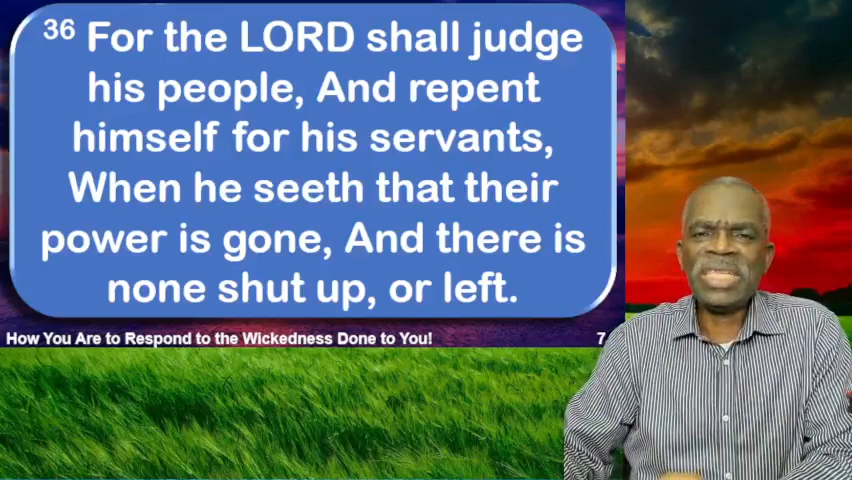 36 For the LORD shall judge
his people, And repent
himself for his servants,
When he seeth that their
power is gone, And there is
none shut up, or left.
How You Are to Respond to the Wickedness Done to You! 7